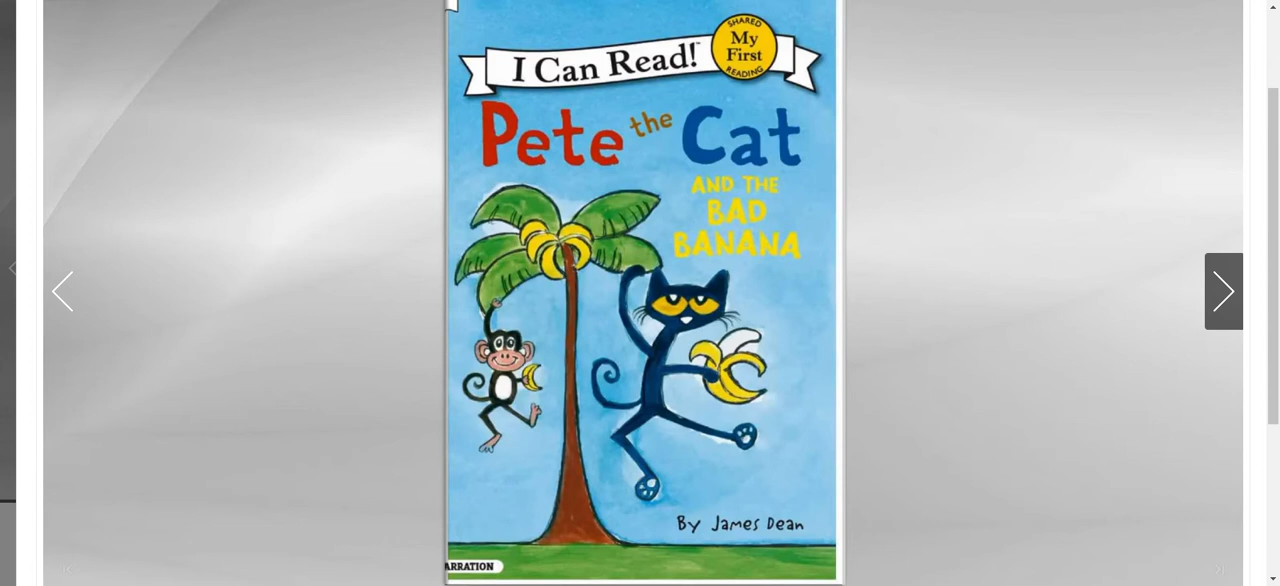 I Can Read!
SHARED
My
First
READING
Pete the Cat
AND THE
BAD
BANANA
By James Dean
ARRATION